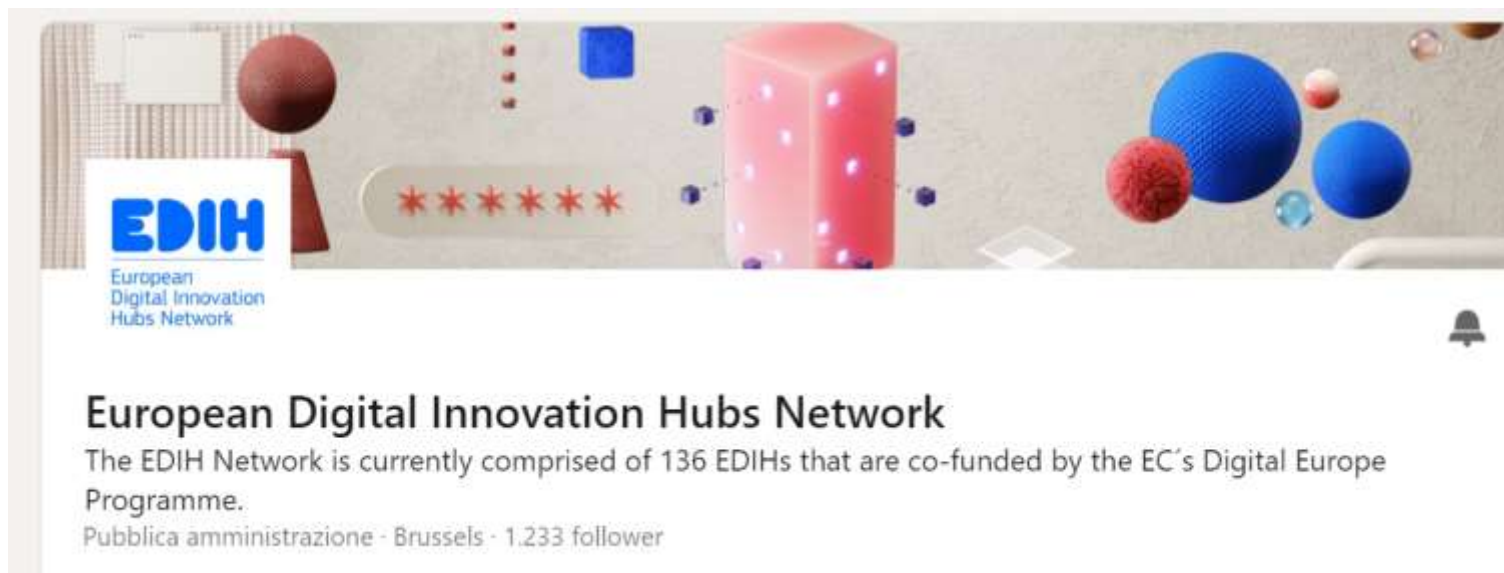 EDIH
European
Digital Innovation
Hubs Network
European Digital Innovation Hubs Network
The EDIH Network is currently comprised of 136 EDIHs that are co-funded by the EC´s Digital Europe
Programme.
Pubblica amministrazione · Brussels · 1.233 follower